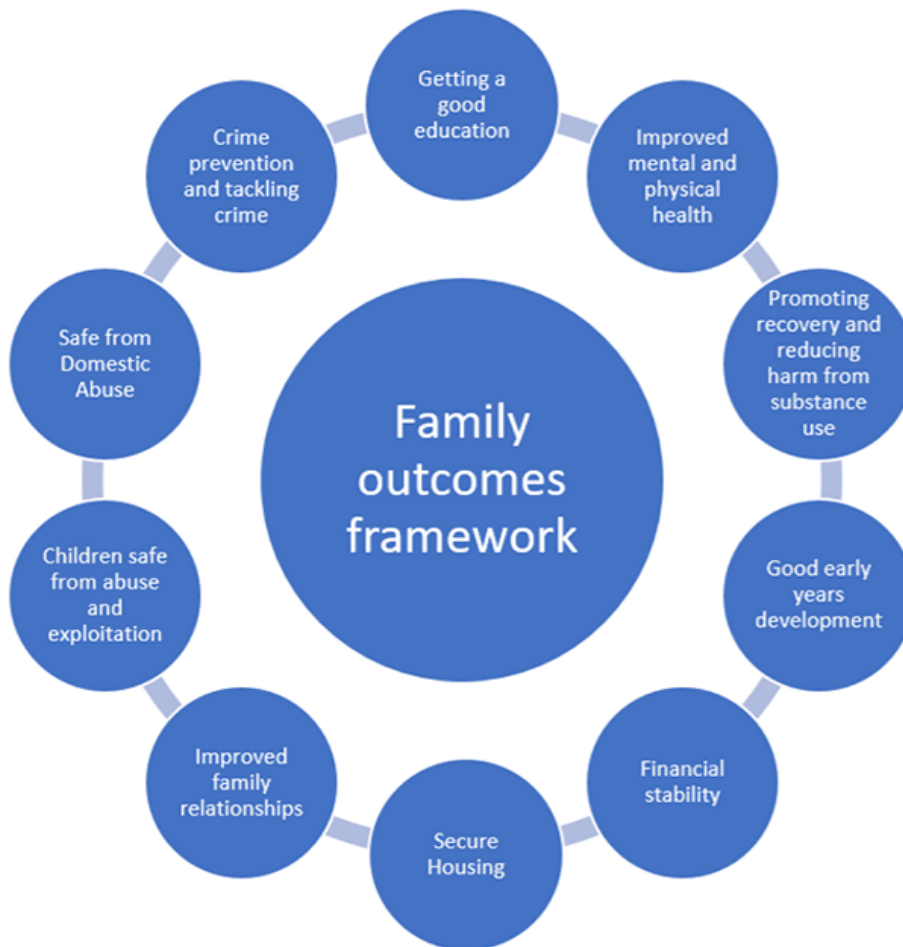 Getting a
good
education
Improved
mental and
physical
health
Promoting
recovery and
reducing
harm from
substance
use
Good early
years
development
Financial
stability
Secure
Housing
Improved
family
relationships
Children safe
from abuse
and
exploitation
Safe from
Domestic
Abuse
Crime
prevention
and tackling
crime
Family
outcomes
framework